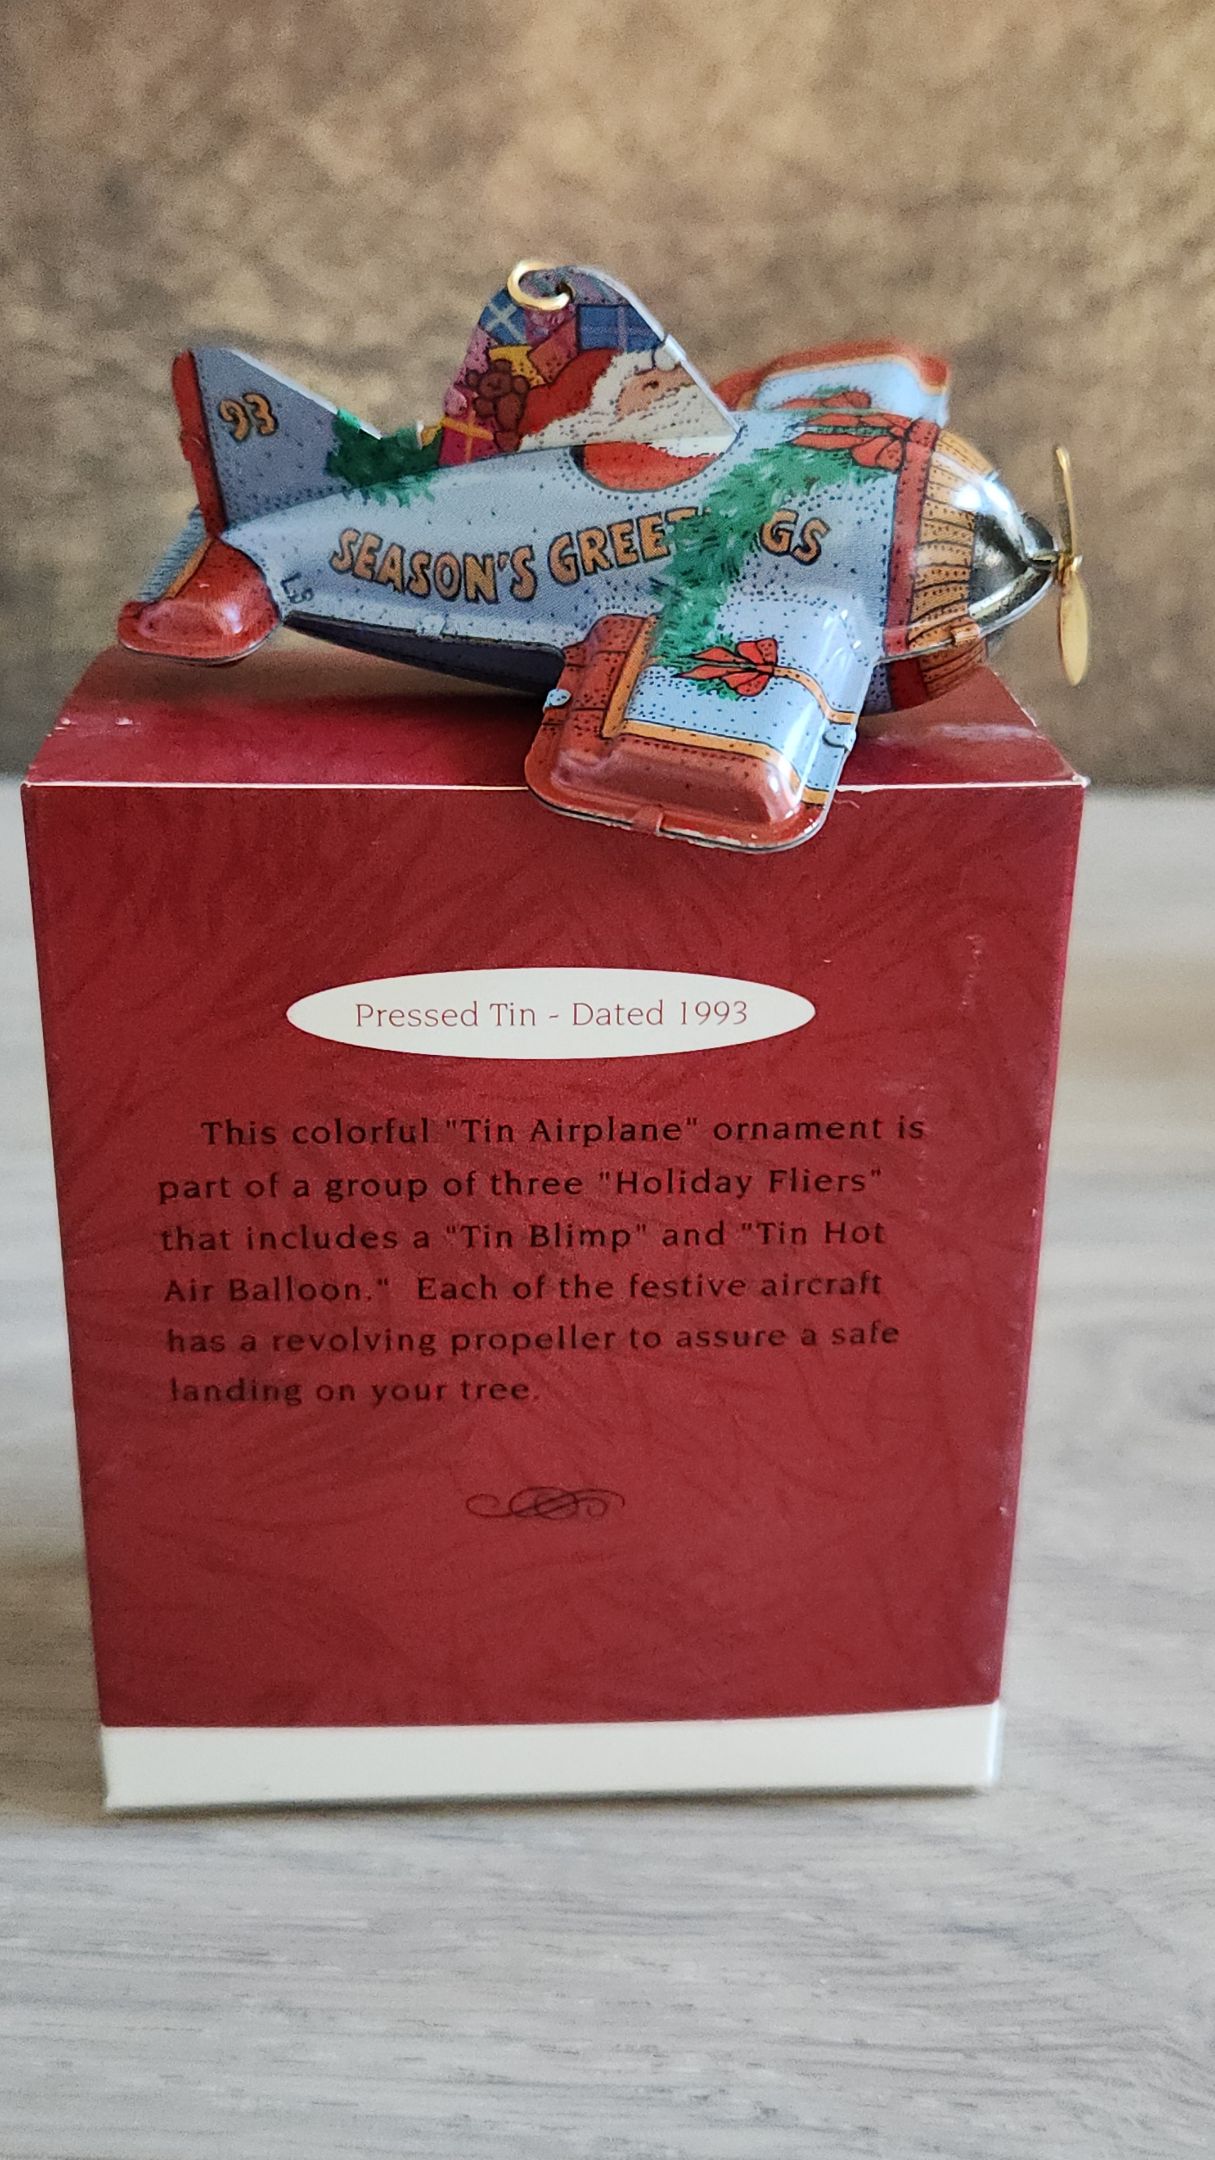 93
SEASON'S GREET GS
LS
Pressed Tin - Dated 1993
This colorful "Tin Airplane" ornament is
part of a group of three "Holiday Fliers"
that includes a "Tin Blimp" and "Tin Hot
Air Balloon." Each of the festive aircraft
has a revolving propeller to assure a safe
landing on your tree.